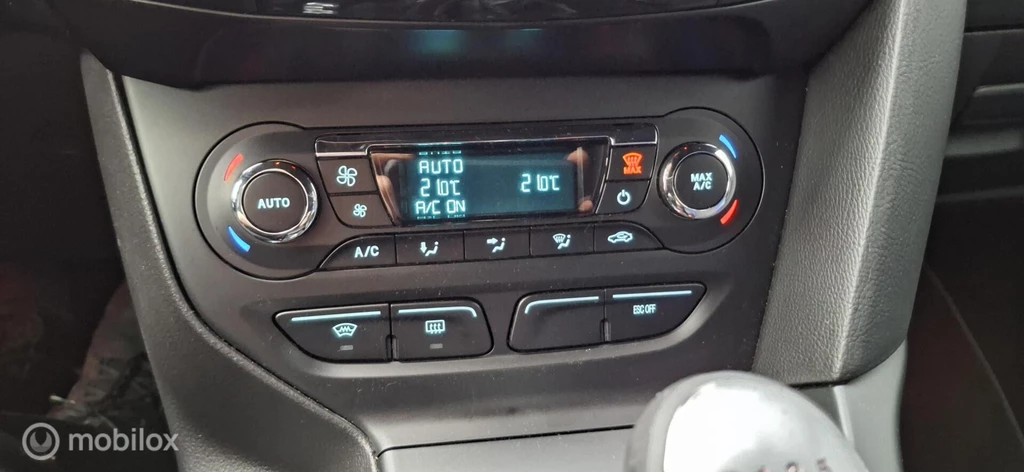 AUTO
21.0°C 21.0°C
A/C ON
AUTO
MAX
MAX
A/C
A/C
ESC OFF
mobilox